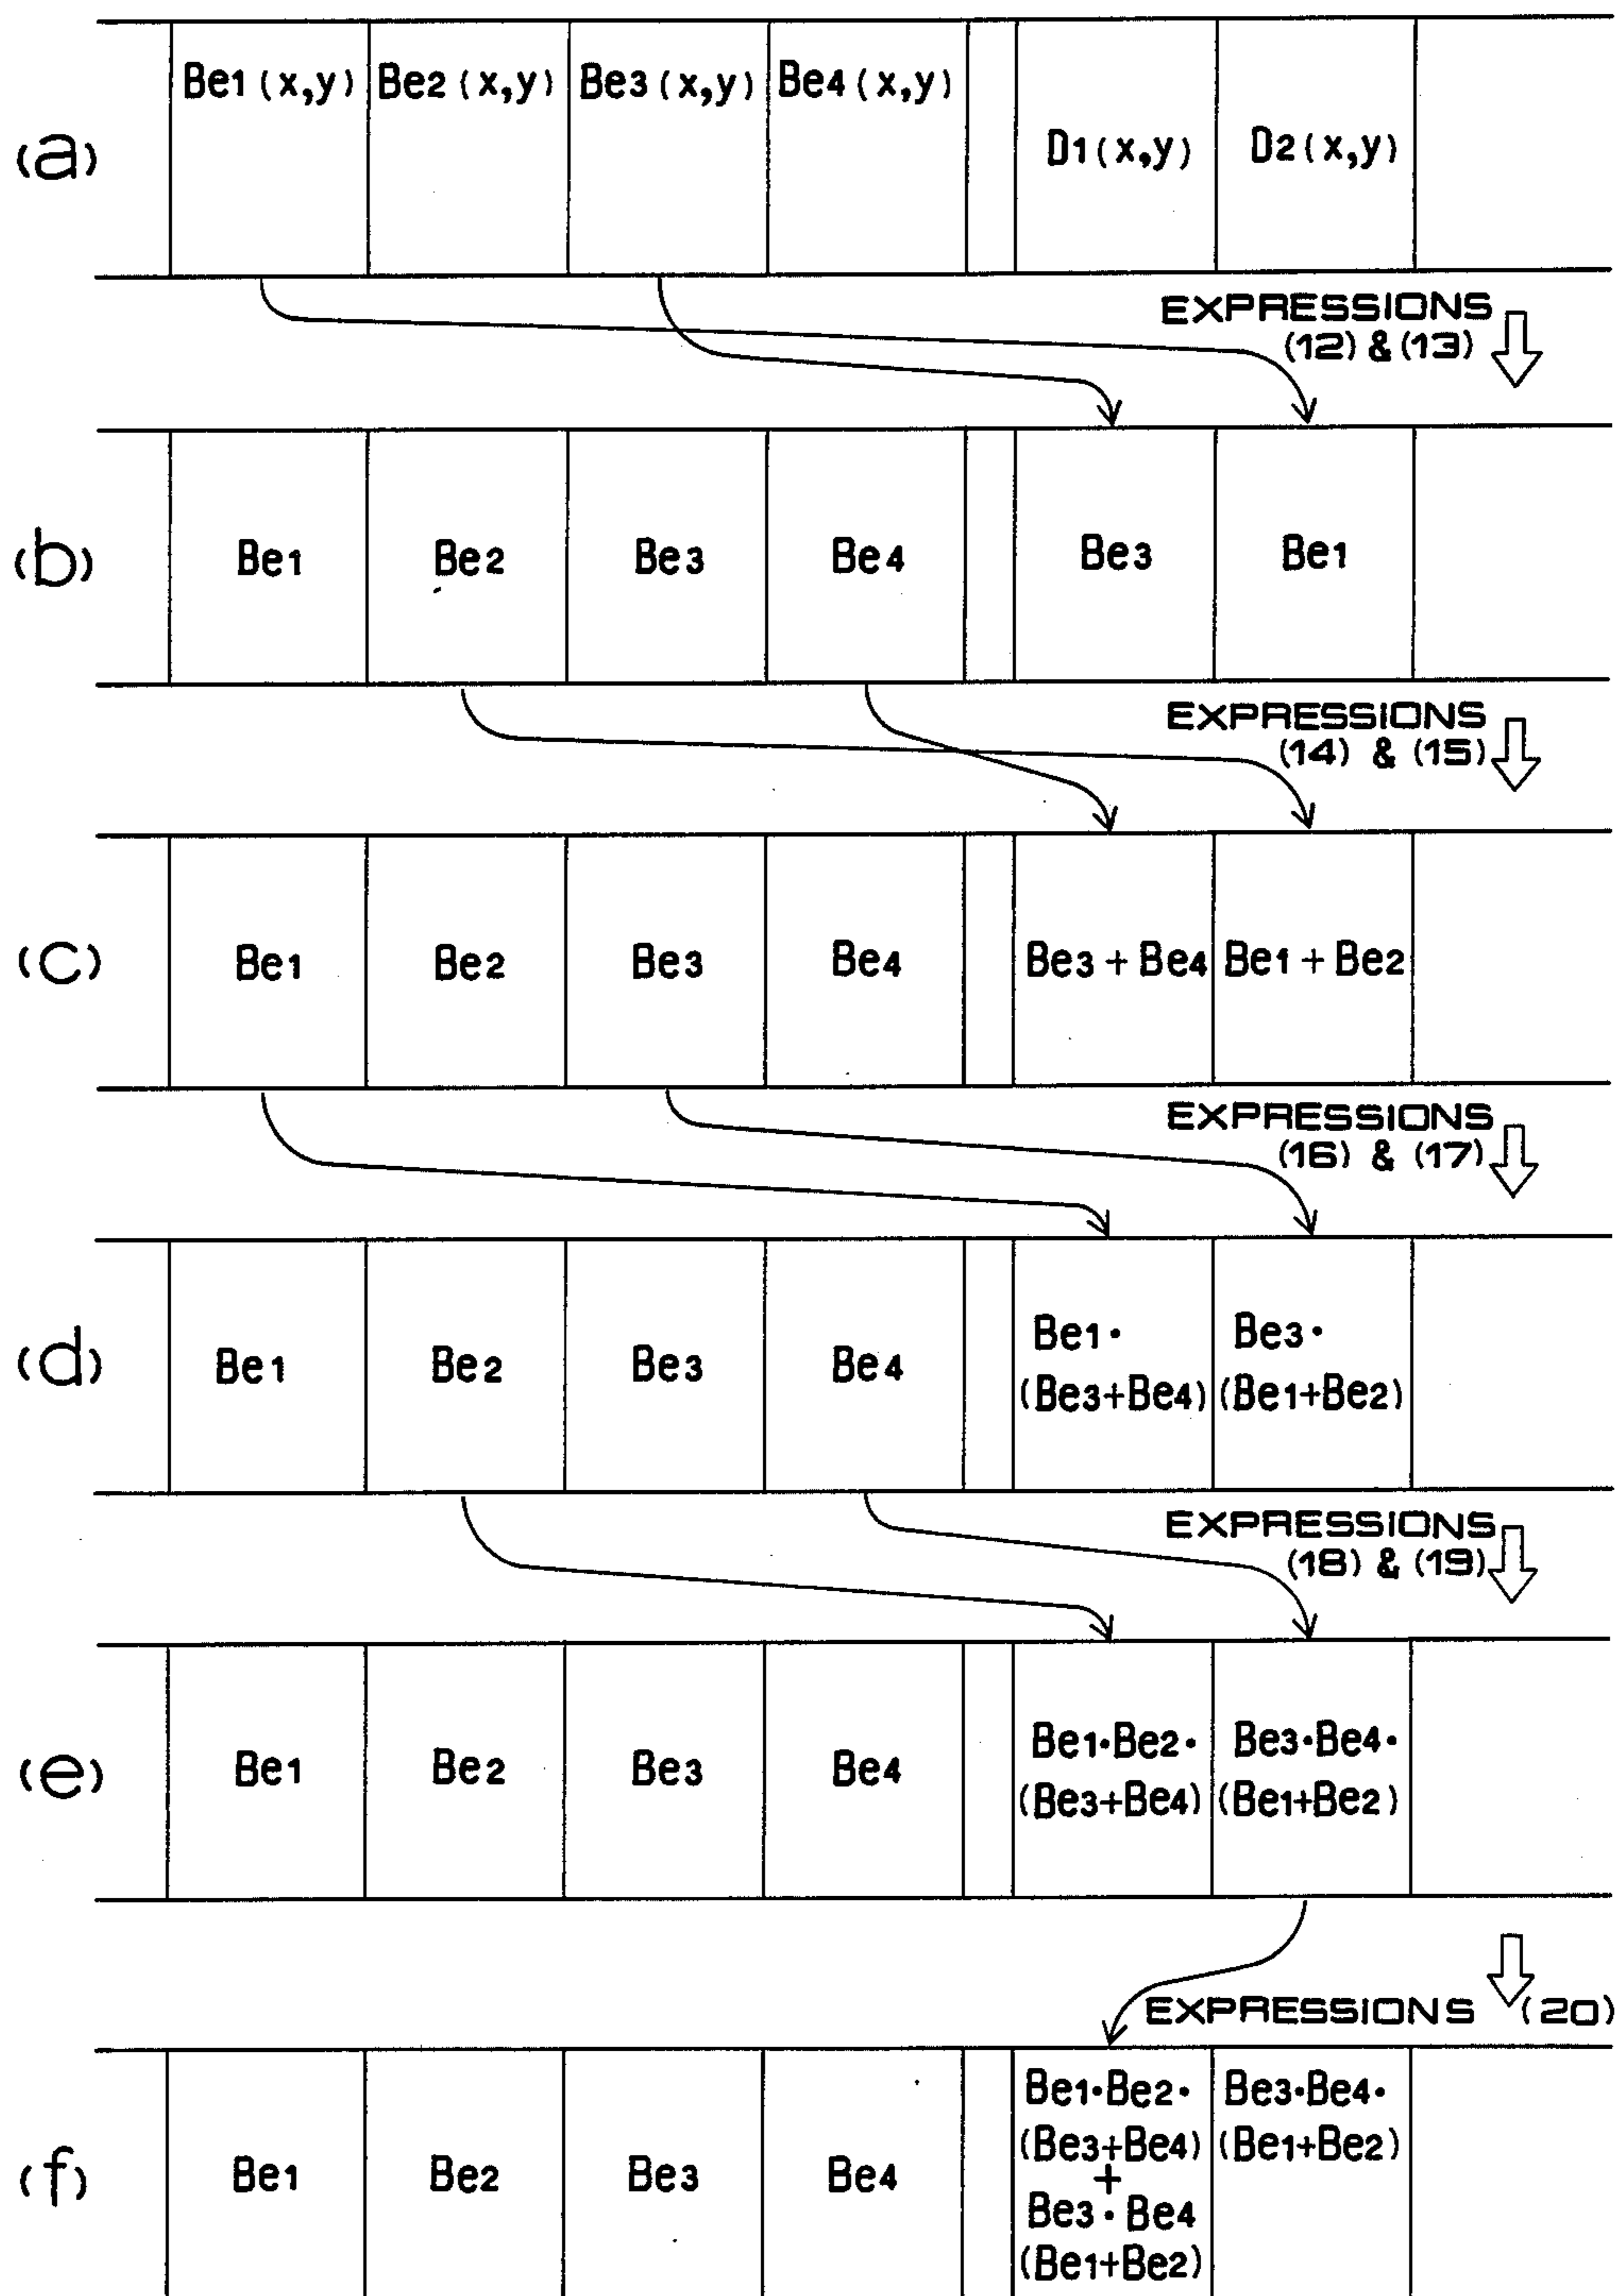 (a)
Be1 (x,y) Be2 (x,y) Be3 (x,y) Be4 (x,y)
D1 (x,y) D2 (x,y)
EXPRESSIONS
(12) & (13)
(b)
Be1 Be2 Be3 Be4 Be3 Be1
EXPRESSIONS
(14) & (15)
(c)
Be1 Be2 Be3 Be4 Be3 + Be4 Be1 + Be2
EXPRESSIONS
(16) & (17)
(d)
Be1 Be2 Be3 Be4
Be1·
(Be3+Be4)
Be3·
(Be1+Be2)
EXPRESSIONS
(18) & (19)
(e)
Be1 Be2 Be3 Be4
Be1·Be2·
(Be3+Be4)
Be3·Be4·
(Be1+Be2)
EXPRESSIONS (20)
(f)
Be1 Be2 Be3 Be4
Be1·Be2·
(Be3+Be4)
+
Be3·Be4
(Be1+Be2)
Be3·Be4·
(Be1+Be2)